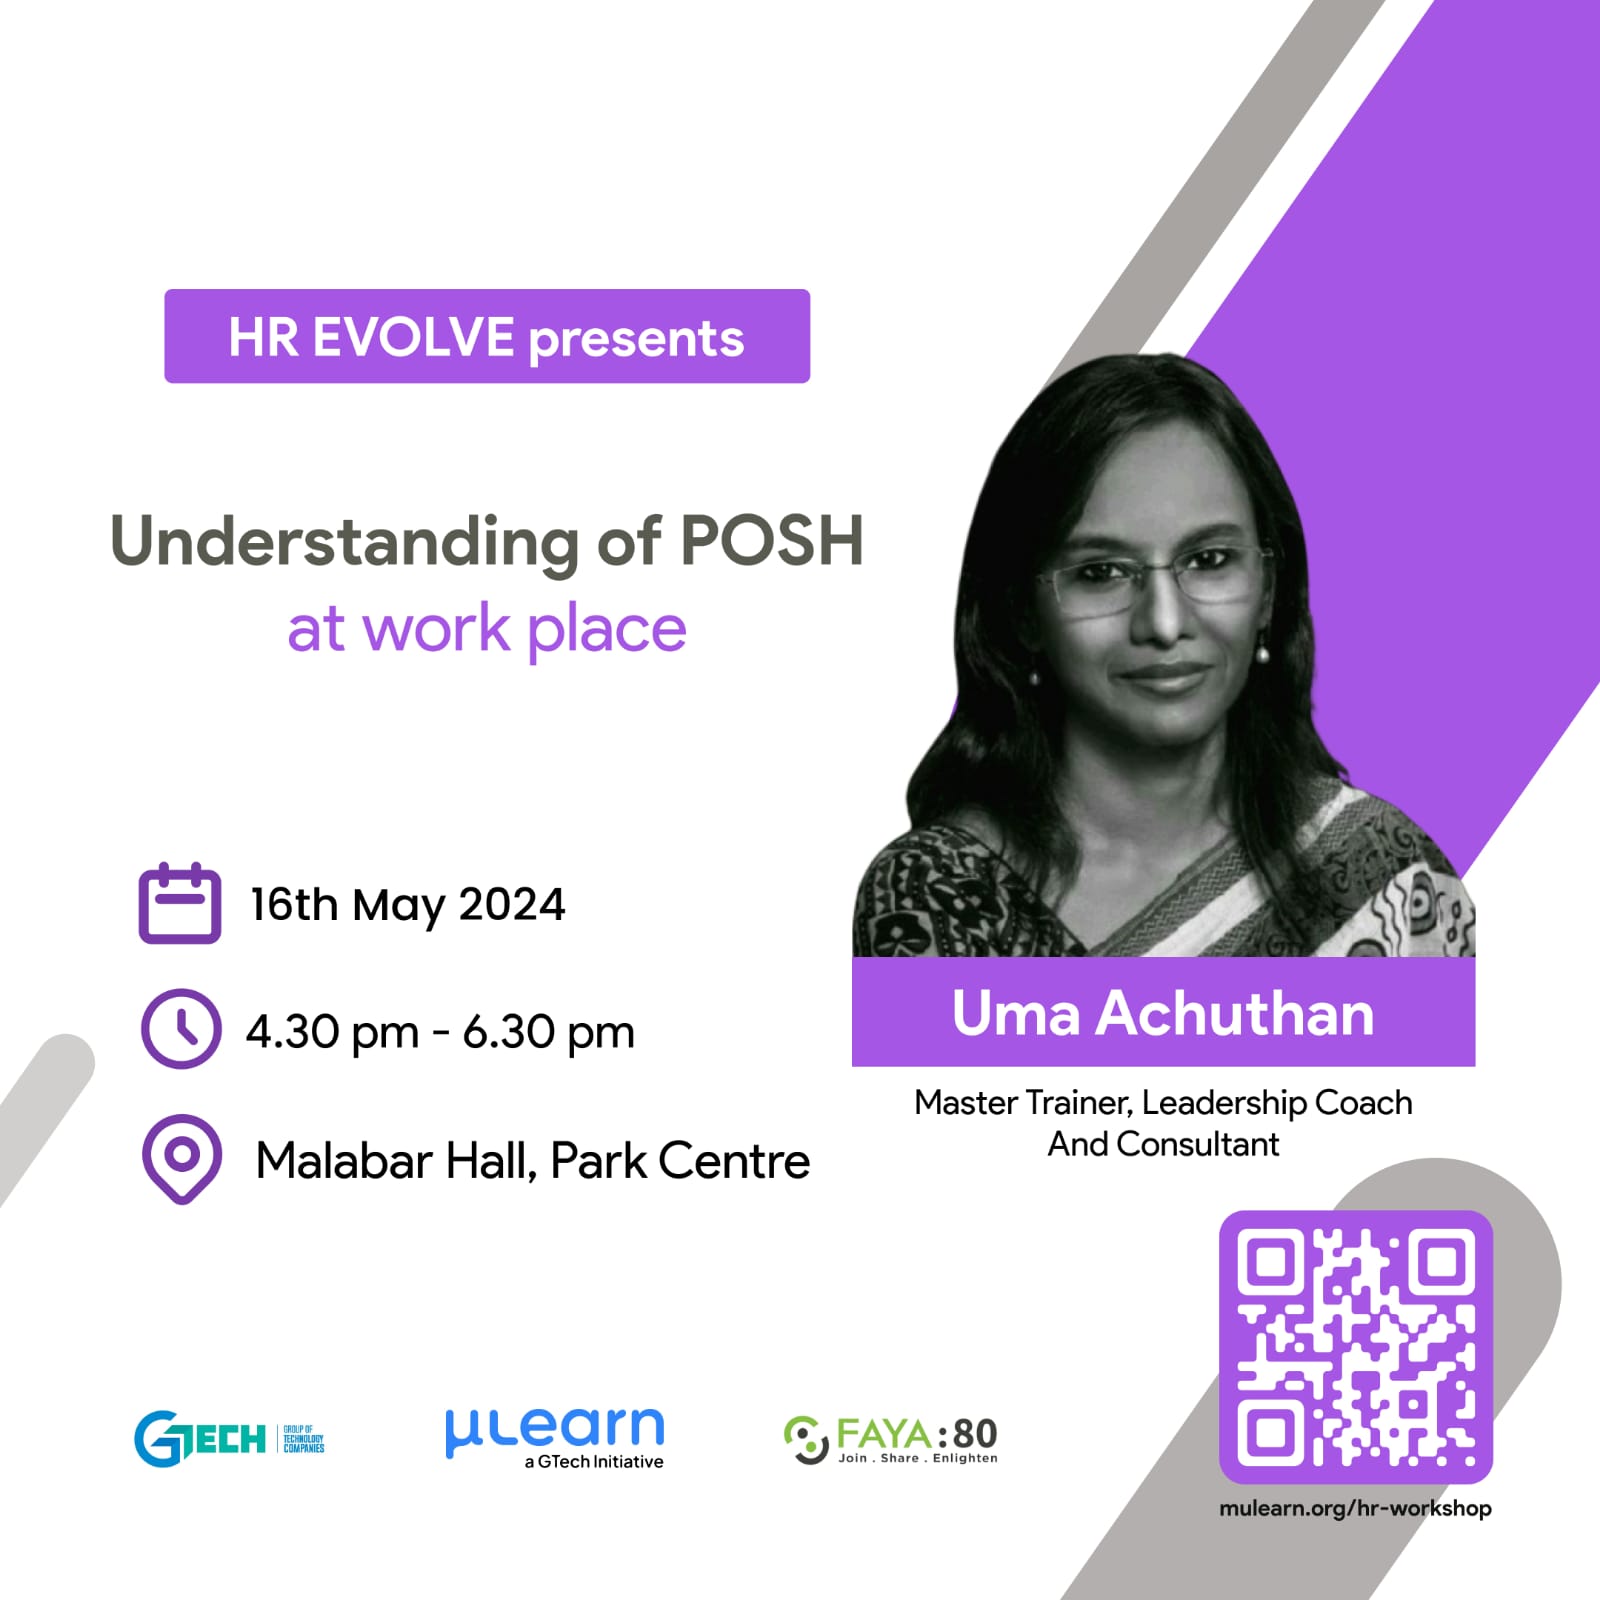 HR EVOLVE presents
Understanding of POSH
at work place
16th May 2024
4.30 pm - 6.30 pm
Malabar Hall, Park Centre
Uma Achuthan
Master Trainer, Leadership Coach
And Consultant
GTECH
GROUP OF
TECHNOLOGY
COMPANIES
µLearn
a GTech Initiative
FAYA:80
Join . Share . Enlighten
mulearn.org/hr-workshop